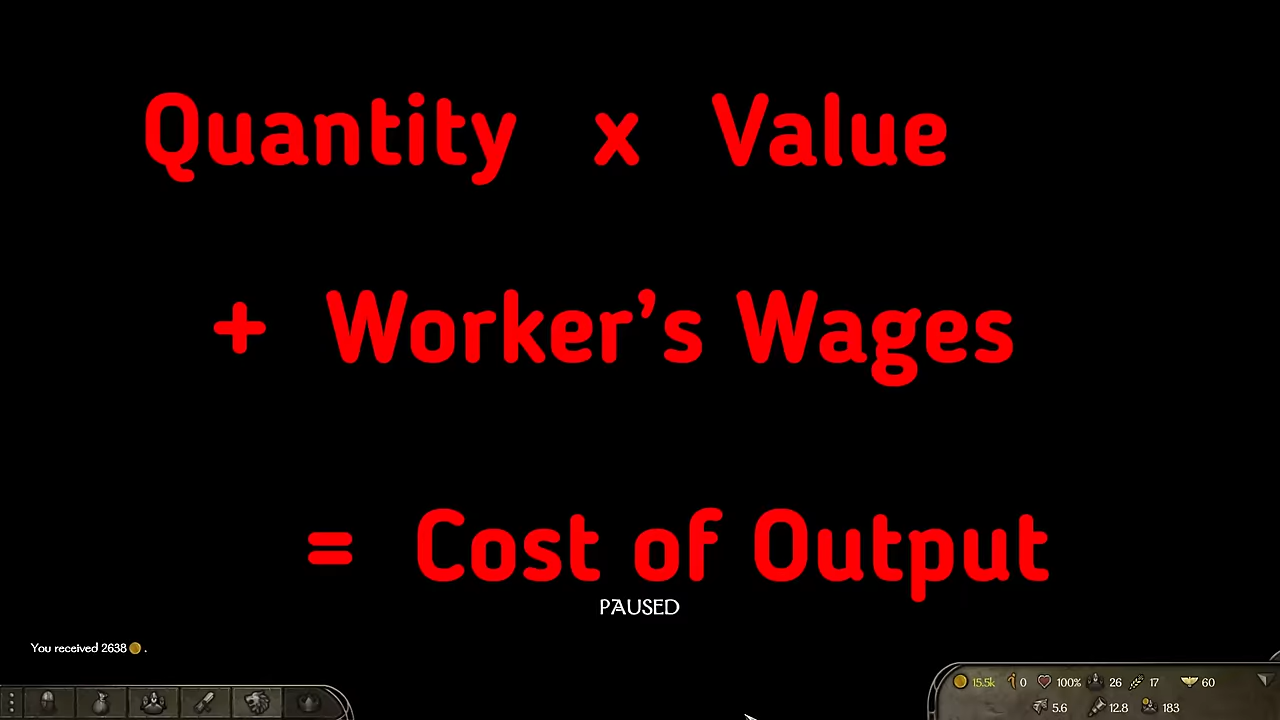 Quantity x Value
+ Worker's Wages
= Cost of Output
PAUSED
You received 2638 .
15.5k 0 100% 26 17 60
5.6 12.8 183